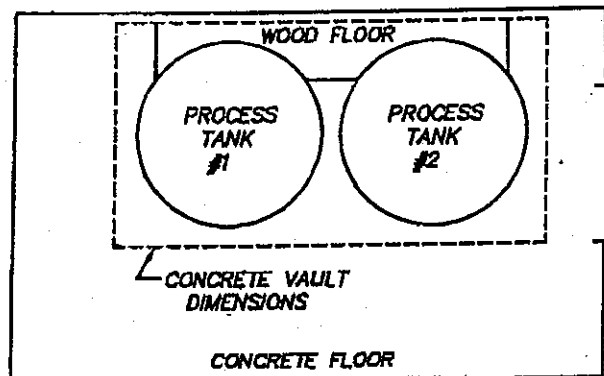 WOOD FLOOR
PROCESS
TANK
#1
PROCESS
TANK
#2
CONCRETE VAULT
DIMENSIONS
CONCRETE FLOOR